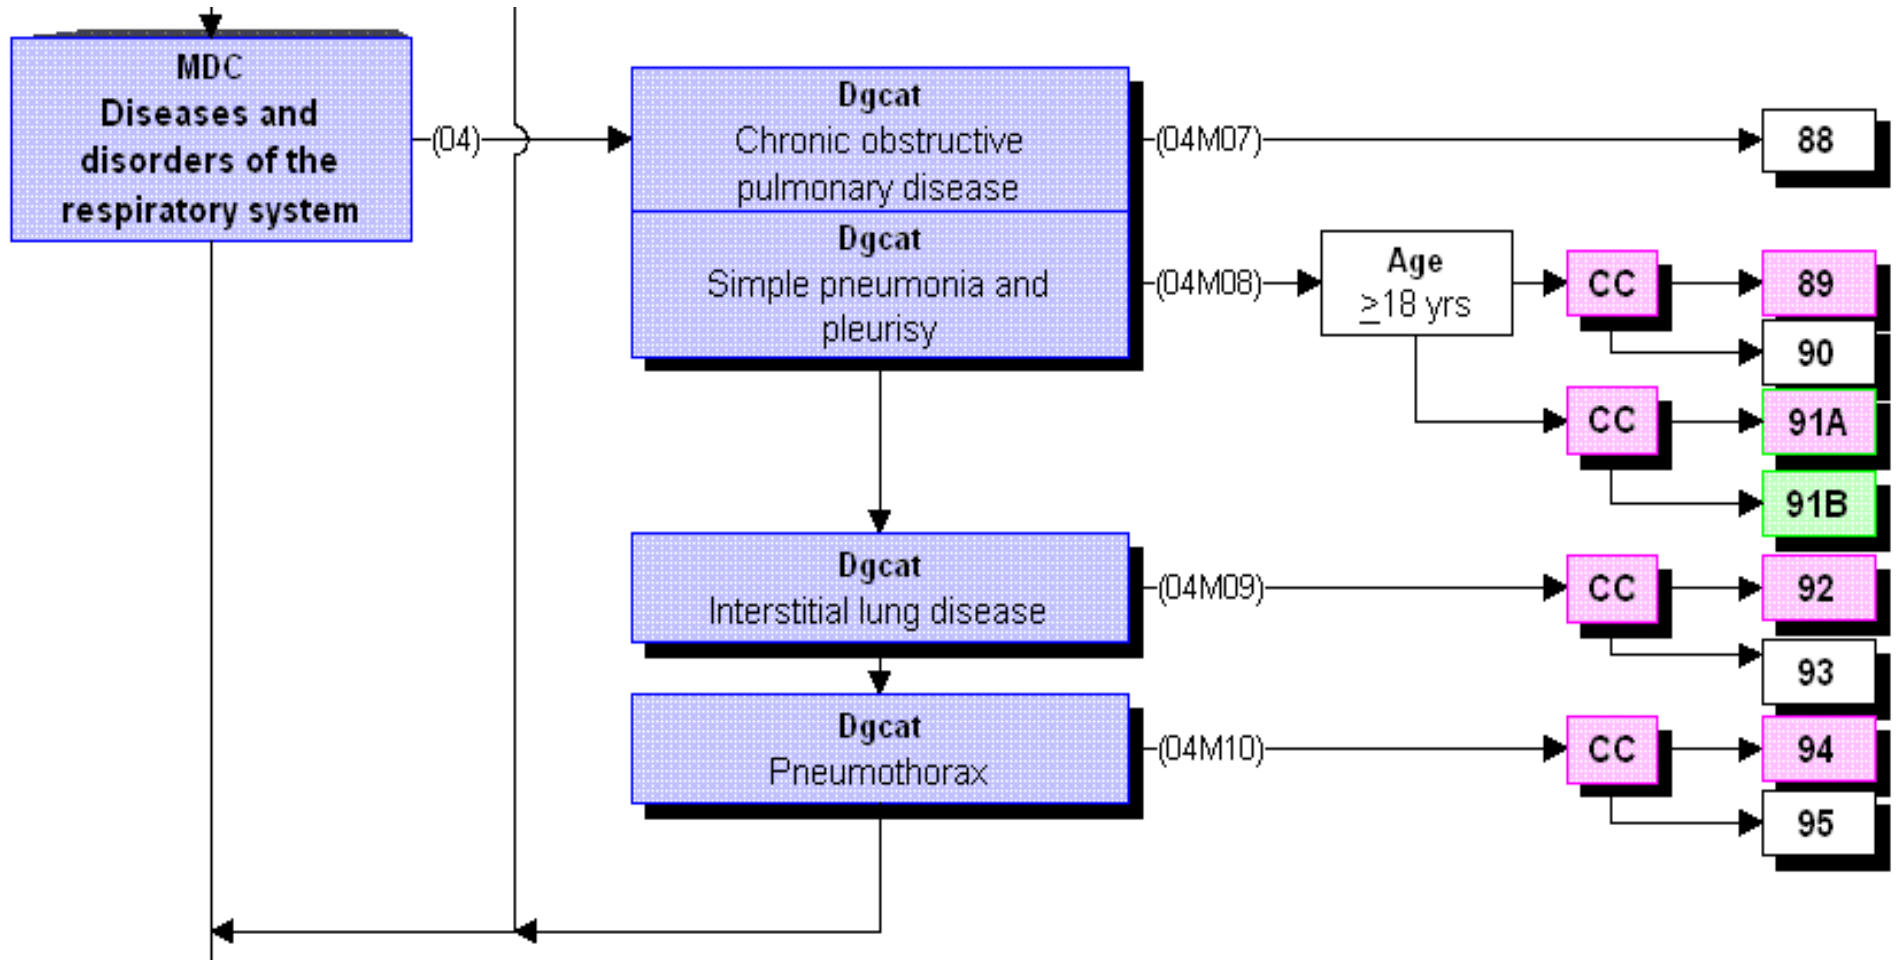 MDC
Diseases and
disorders of the
respiratory system
(04)
Dgcat
Chronic obstructive
pulmonary disease
(04M07)
88
Dgcat
Simple pneumonia and
pleurisy
(04M08)
Age
≥18 yrs
CC
89
90
CC
91A
91B
Dgcat
Interstitial lung disease
(04M09)
CC
92
93
Dgcat
Pneumothorax
(04M10)
CC
94
95